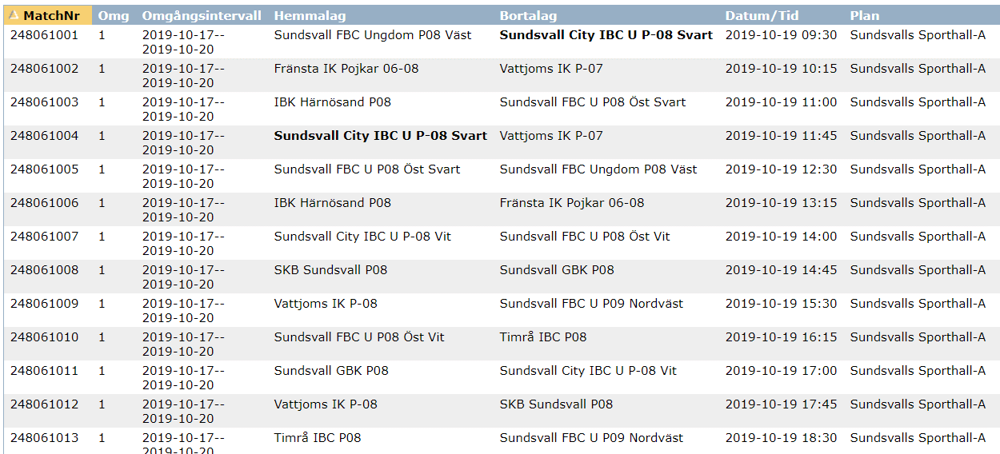 MatchNr Omg Omgångsintervall Hemmalag Bortalag Datum/Tid Plan
248061001 1 2019-10-17-- Sundsvall FBC Ungdom P08 Väst Sundsvall City IBC U P-08 Svart 2019-10-19 09:30 Sundsvalls Sporthall-A
2019-10-20
248061002 1 2019-10-17-- Fränsta IK Pojkar 06-08 Vattjoms IK P-07 2019-10-19 10:15 Sundsvalls Sporthall-A
2019-10-20
248061003 1 2019-10-17-- IBK Härnösand P08 Sundsvall FBC U P08 Öst Svart 2019-10-19 11:00 Sundsvalls Sporthall-A
2019-10-20
248061004 1 2019-10-17-- Sundsvall City IBC U P-08 Svart Vattjoms IK P-07 2019-10-19 11:45 Sundsvalls Sporthall-A
2019-10-20
248061005 1 2019-10-17-- Sundsvall FBC U P08 Öst Svart Sundsvall FBC Ungdom P08 Väst 2019-10-19 12:30 Sundsvalls Sporthall-A
2019-10-20
248061006 1 2019-10-17-- IBK Härnösand P08 Fränsta IK Pojkar 06-08 2019-10-19 13:15 Sundsvalls Sporthall-A
2019-10-20
248061007 1 2019-10-17-- Sundsvall City IBC U P-08 Vit Sundsvall FBC U P08 Öst Vit 2019-10-19 14:00 Sundsvalls Sporthall-A
2019-10-20
248061008 1 2019-10-17-- SKB Sundsvall P08 Sundsvall GBK P08 2019-10-19 14:45 Sundsvalls Sporthall-A
2019-10-20
248061009 1 2019-10-17-- Vattjoms IK P-08 Sundsvall FBC U P09 Nordväst 2019-10-19 15:30 Sundsvalls Sporthall-A
2019-10-20
248061010 1 2019-10-17-- Sundsvall FBC U P08 Öst Vit Timrå IBC P08 2019-10-19 16:15 Sundsvalls Sporthall-A
2019-10-20
248061011 1 2019-10-17-- Sundsvall GBK P08 Sundsvall City IBC U P-08 Vit 2019-10-19 17:00 Sundsvalls Sporthall-A
2019-10-20
248061012 1 2019-10-17-- Vattjoms IK P-08 SKB Sundsvall P08 2019-10-19 17:45 Sundsvalls Sporthall-A
2019-10-20
248061013 1 2019-10-17-- Timrå IBC P08 Sundsvall FBC U P09 Nordväst 2019-10-19 18:30 Sundsvalls Sporthall-A
2019-10-20